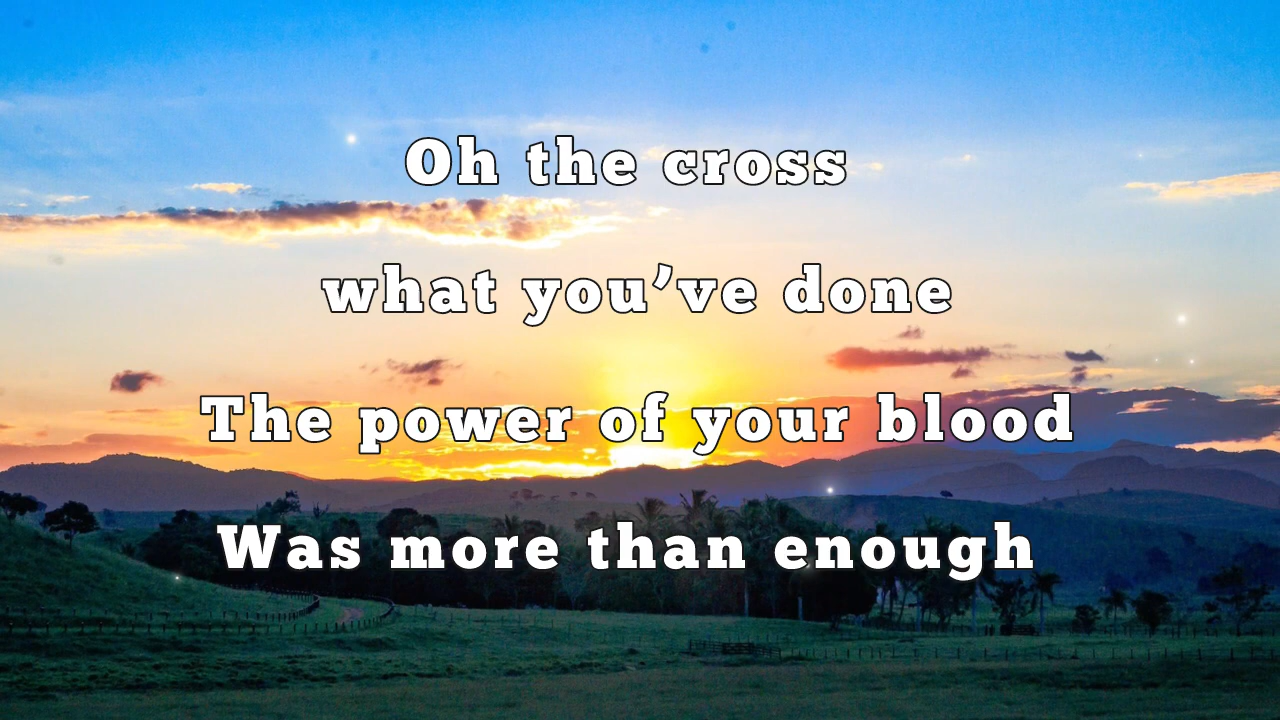 Oh the cross
what you’ve done
The power of your blood
Was more than enough